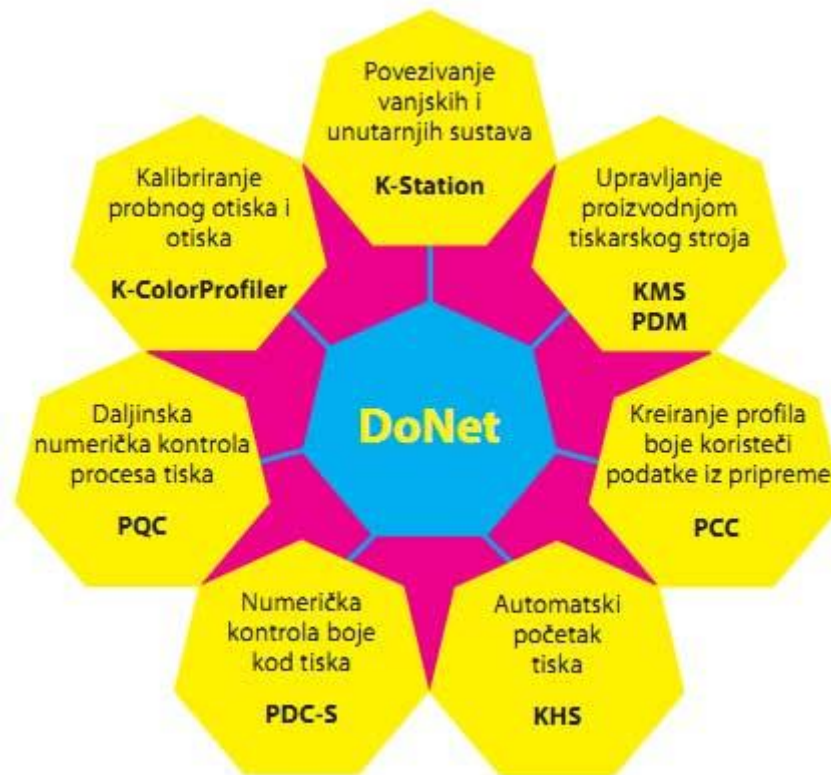 Povezivanje
vanjskih i
unutarnjih sustava
K-Station
Upravljanje
proizvodnjom
tiskarskog stroja
KMS
PDM
Kreiranje profila
boje koristeči
podatke iz pripreme
PCC
Automatski
početak
tiska
KHS
Numerička
kontrola boje
kod tiska
PDC-S
Daljinska
numerička kontrola
procesa tiska
PQC
Kalibriranje
probnog otiska i
otiska
K-ColorProfiler
DoNet